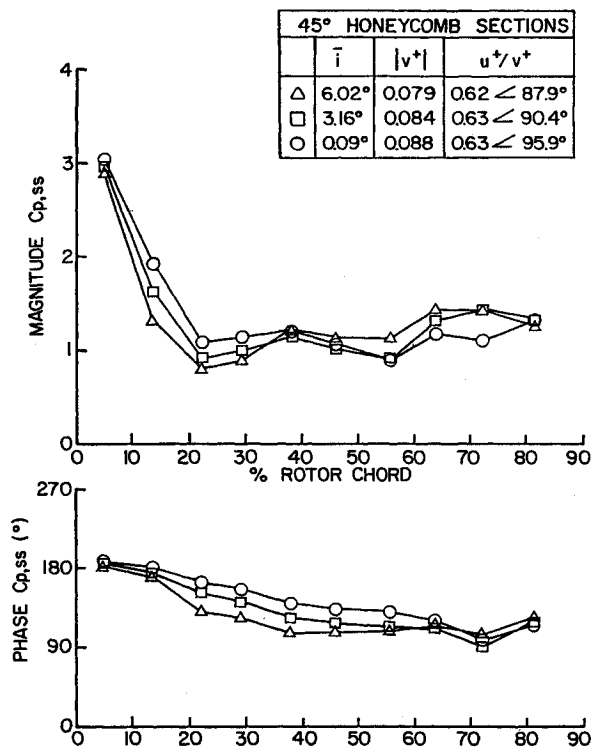 45° HONEYCOMB SECTIONS
i |v⁺| u⁺/v⁺
△ 6.02° 0.079 0.62 ∠ 87.9°
□ 3.16° 0.084 0.63 ∠ 90.4°
○ 0.09° 0.088 0.63 ∠ 95.9°
MAGNITUDE Cp,ss
4
3
2
1
0
0 10 20 30 40 50 60 70 80 90
% ROTOR CHORD
PHASE Cp,ss (°)
270
180
90
0
0 10 20 30 40 50 60 70 80 90